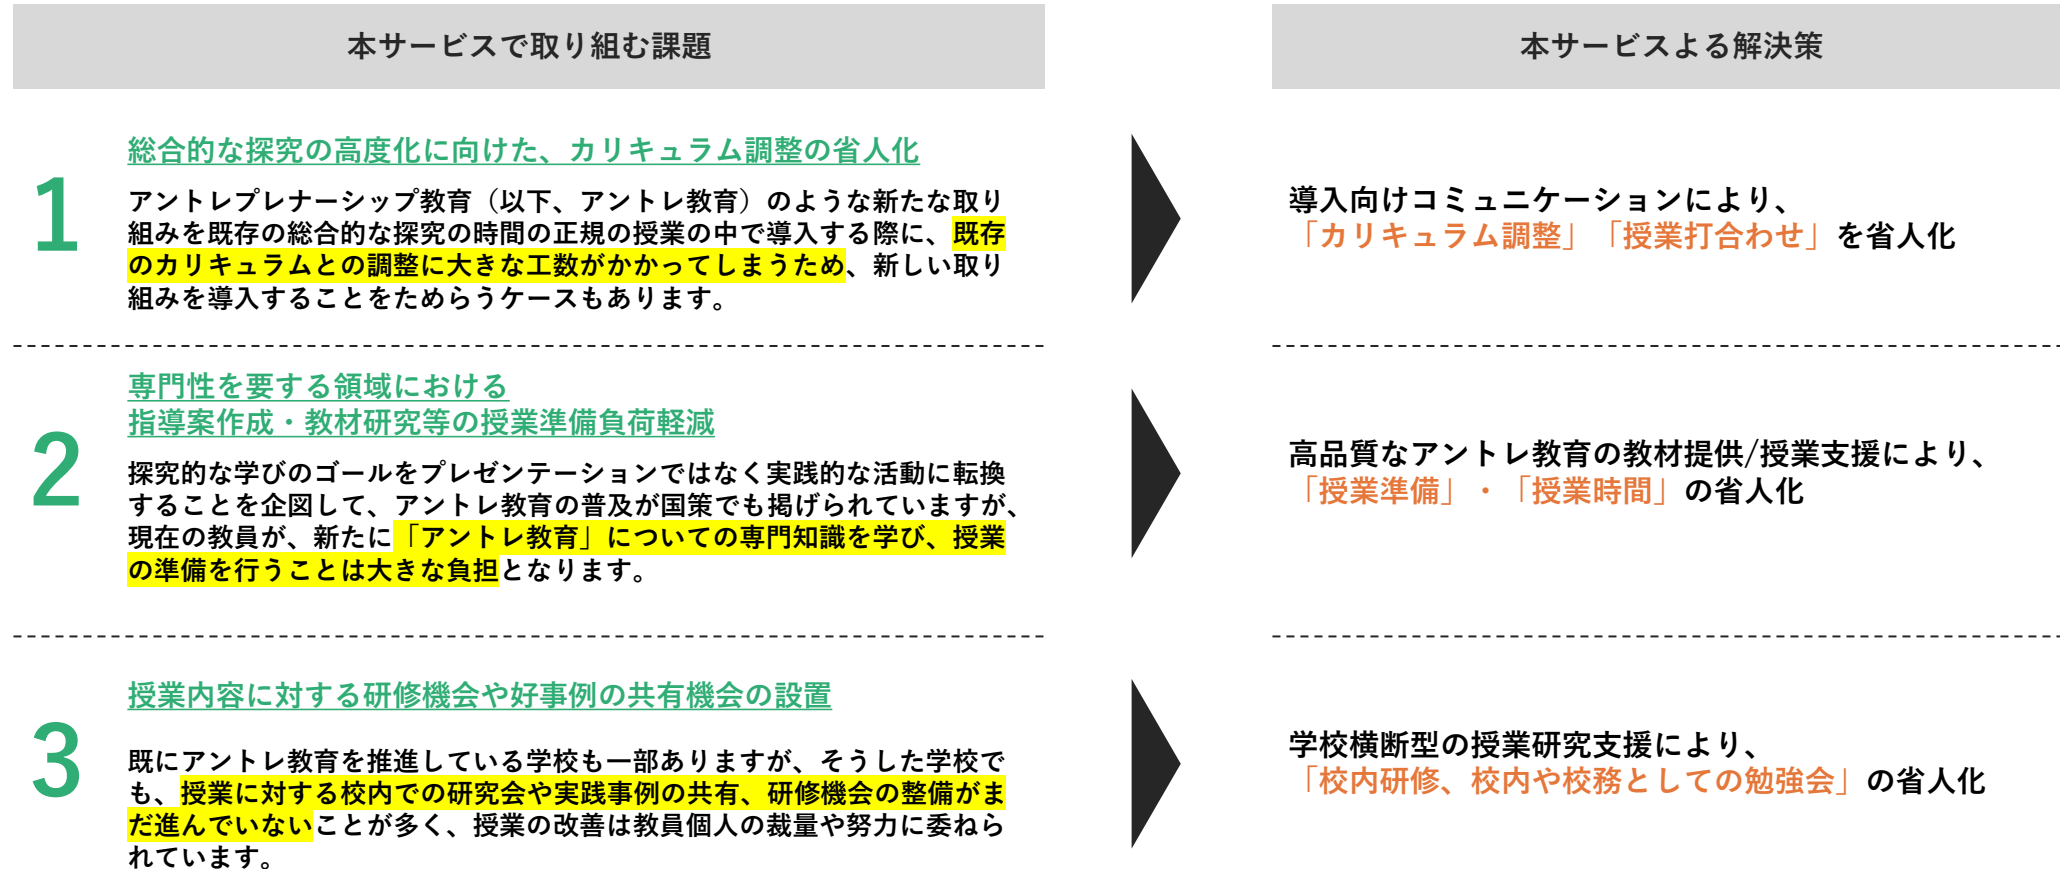 本サービスで取り組む課題
本サービスよる解決策
1
総合的な探究の高度化に向けた、カリキュラム調整の省人化
アントレプレナーシップ教育（以下、アントレ教育）のような新たな取り
組みを既存の総合的な探究の時間の正規の授業の中で導入する際に、既存
のカリキュラムとの調整に大きな工数がかかってしまうため、新しい取り
組みを導入することをためらうケースもあります。
導入向けコミュニケーションにより、
「カリキュラム調整」「授業打合わせ」を省人化
2
専門性を要する領域における
指導案作成・教材研究等の授業準備負荷軽減
探究的な学びのゴールをプレゼンテーションではなく実践的な活動に転換
することを企図して、アントレ教育の普及が国策でも掲げられていますが、
現在の教員が、新たに「アントレ教育」についての専門知識を学び、授業
の準備を行うことは大きな負担となります。
高品質なアントレ教育の教材提供/授業支援により、
「授業準備」・「授業時間」の省人化
3
授業内容に対する研修機会や好事例の共有機会の設置
既にアントレ教育を推進している学校も一部ありますが、そうした学校で
も、授業に対する校内での研究会や実践事例の共有、研修機会の整備がま
だ進んでいないことが多く、授業の改善は教員個人の裁量や努力に委ねら
れています。
学校横断型の授業研究支援により、
「校内研修、校内や校務としての勉強会」の省人化